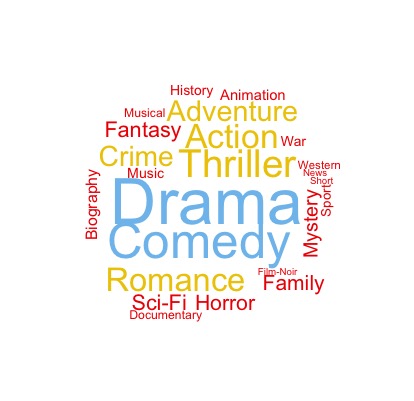 History
Animation
Musical
Adventure
Fantasy
Action
War
Crime
Thriller
Western
Music
News
Short
Biography
Drama
Mystery
Sport
Comedy
Romance
Film-Noir
Family
Sci-Fi
Horror
Documentary